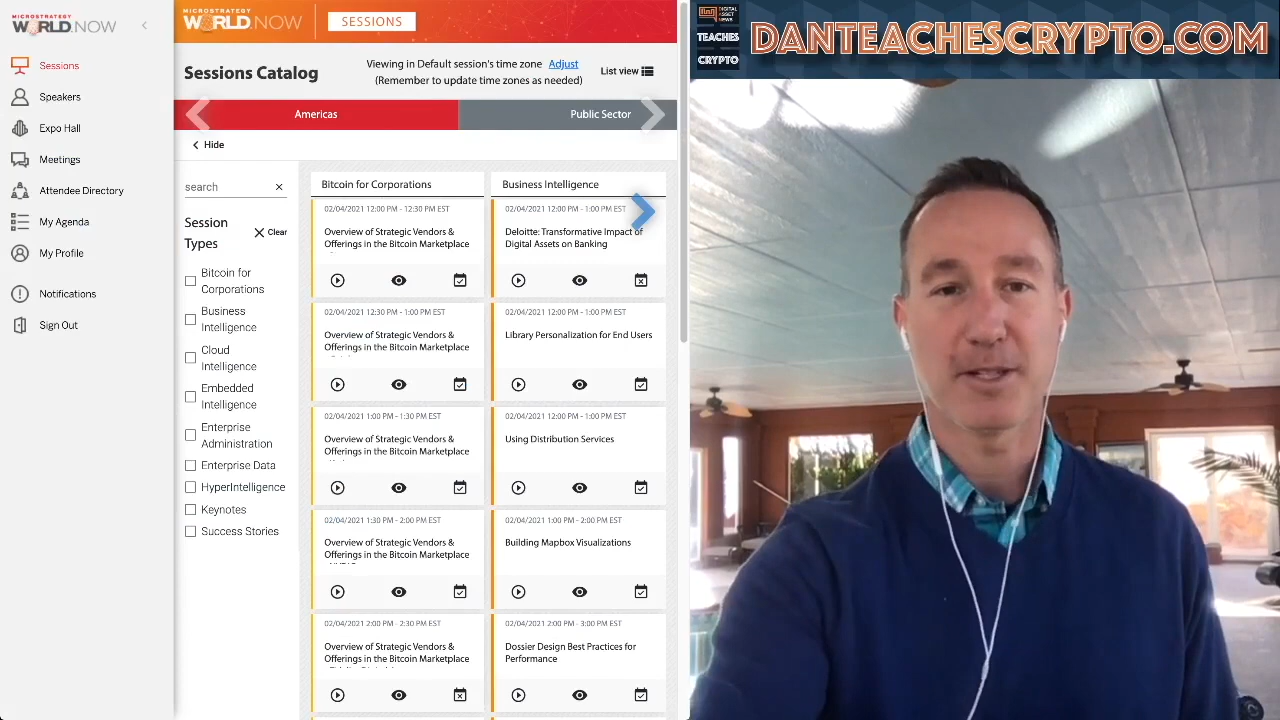 MICROSTRATEGY
WORLD.NOW
Sessions
Speakers
Expo Hall
Meetings
Attendee Directory
My Agenda
My Profile
Notifications
Sign Out
MICROSTRATEGY
WORLD.NOW
SESSIONS
Sessions Catalog
Viewing in Default session's time zone Adjust
(Remember to update time zones as needed)
List view
Americas
Public Sector
Hide
search
Session
Types
Clear
Bitcoin for
Corporations
Business
Intelligence
Cloud
Intelligence
Embedded
Intelligence
Enterprise
Administration
Enterprise Data
HyperIntelligence
Keynotes
Success Stories
Bitcoin for Corporations
02/04/2021 12:00 PM - 12:30 PM EST
Overview of Strategic Vendors &
Offerings in the Bitcoin Marketplace
02/04/2021 12:30 PM - 1:00 PM EST
Overview of Strategic Vendors &
Offerings in the Bitcoin Marketplace
02/04/2021 1:00 PM - 1:30 PM EST
Overview of Strategic Vendors &
Offerings in the Bitcoin Marketplace
02/04/2021 1:30 PM - 2:00 PM EST
Overview of Strategic Vendors &
Offerings in the Bitcoin Marketplace
02/04/2021 2:00 PM - 2:30 PM EST
Overview of Strategic Vendors &
Offerings in the Bitcoin Marketplace
Business Intelligence
02/04/2021 12:00 PM - 1:00 PM EST
Deloitte: Transformative Impact of
Digital Assets on Banking
02/04/2021 12:00 PM - 1:00 PM EST
Library Personalization for End Users
02/04/2021 12:00 PM - 1:00 PM EST
Using Distribution Services
02/04/2021 1:00 PM - 2:00 PM EST
Building Mapbox Visualizations
02/04/2021 2:00 PM - 3:00 PM EST
Dossier Design Best Practices for
Performance
DIGITAL
ASSET
NEWS
TEACHES
CRYPTO
DANTEACHESCRYPTO.COM